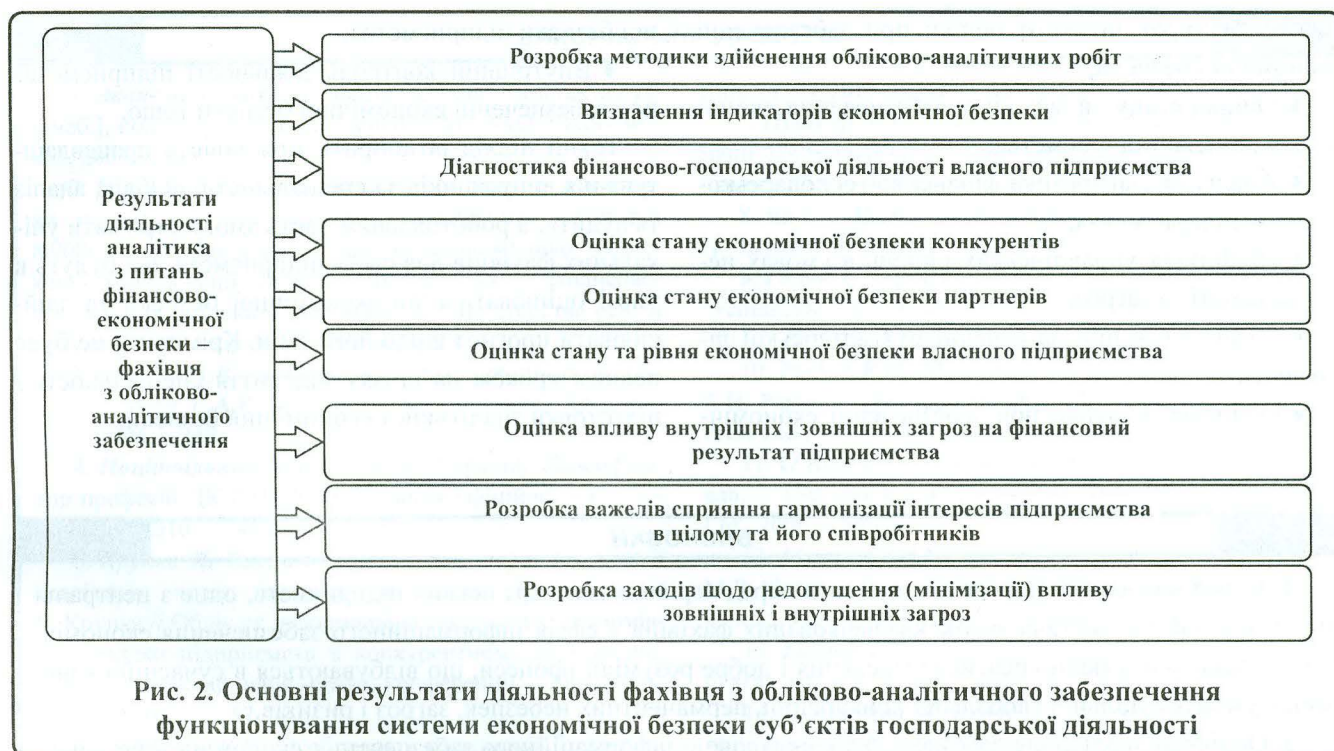 Результати
діяльності
аналітика
з питань
фінансово-
економічної
безпеки –
фахівця
з обліково-
аналітичного
забезпечення
Розробка методики здійснення обліково-аналітичних робіт
Визначення індикаторів економічної безпеки
Діагностика фінансово-господарської діяльності власного підприємства
Оцінка стану економічної безпеки конкурентів
Оцінка стану економічної безпеки партнерів
Оцінка стану та рівня економічної безпеки власного підприємства
Оцінка впливу внутрішніх і зовнішніх загроз на фінансовий
результат підприємства
Розробка важелів сприяння гармонізації інтересів підприємства
в цілому та його співробітників
Розробка заходів щодо недопущення (мінімізації) впливу
зовнішніх і внутрішніх загроз
Рис. 2. Основні результати діяльності фахівця з обліково-аналітичного забезпечення
функціонування системи економічної безпеки суб’єктів господарської діяльності